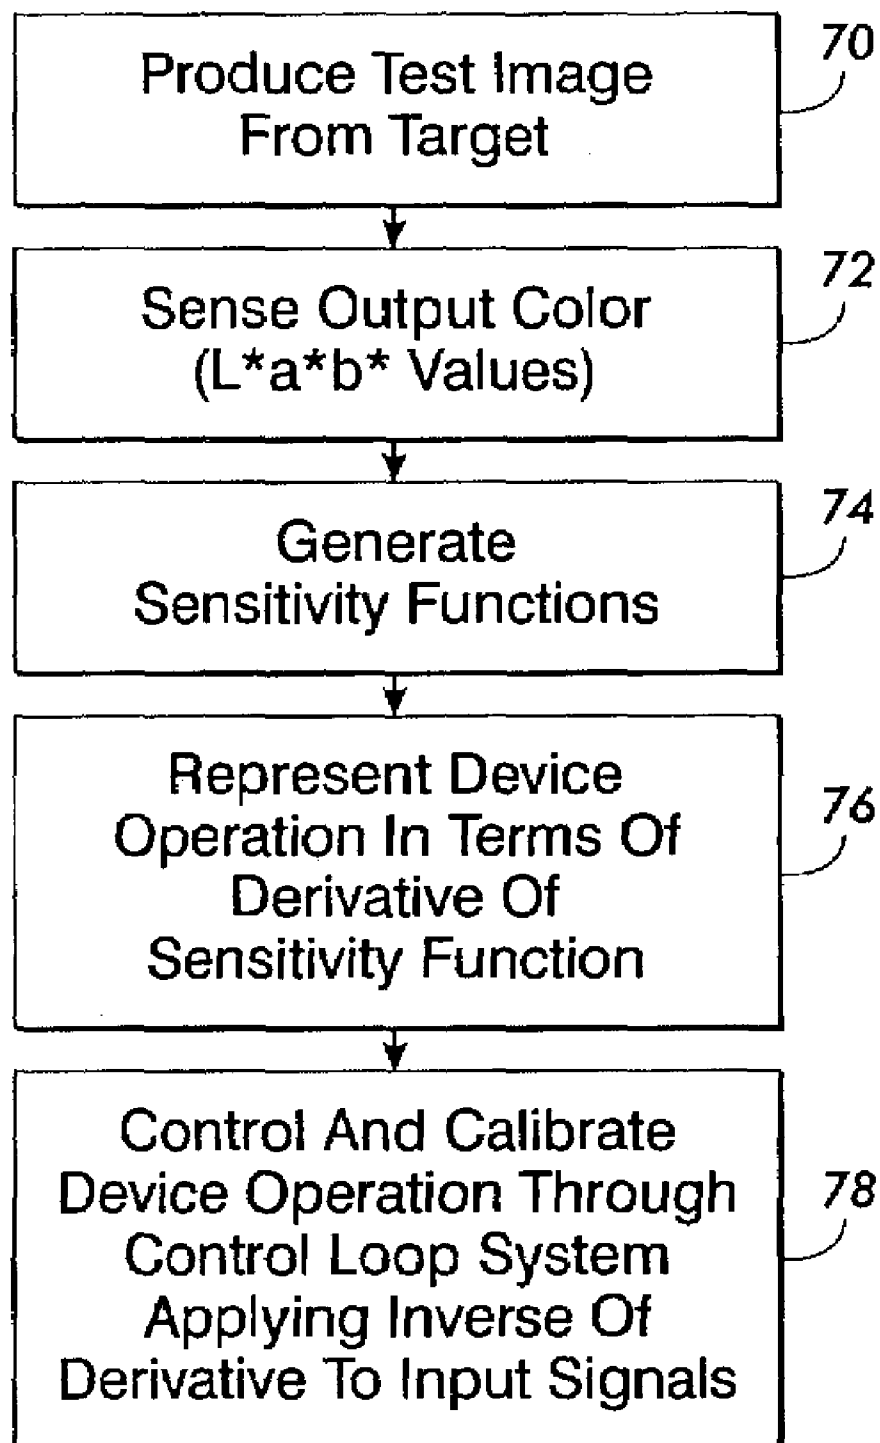 70
Produce Test Image
From Target
72
Sense Output Color
(L*a*b* Values)
74
Generate
Sensitivity Functions
76
Represent Device
Operation In Terms Of
Derivative Of
Sensitivity Function
78
Control And Calibrate
Device Operation Through
Control Loop System
Applying Inverse Of
Derivative To Input Signals